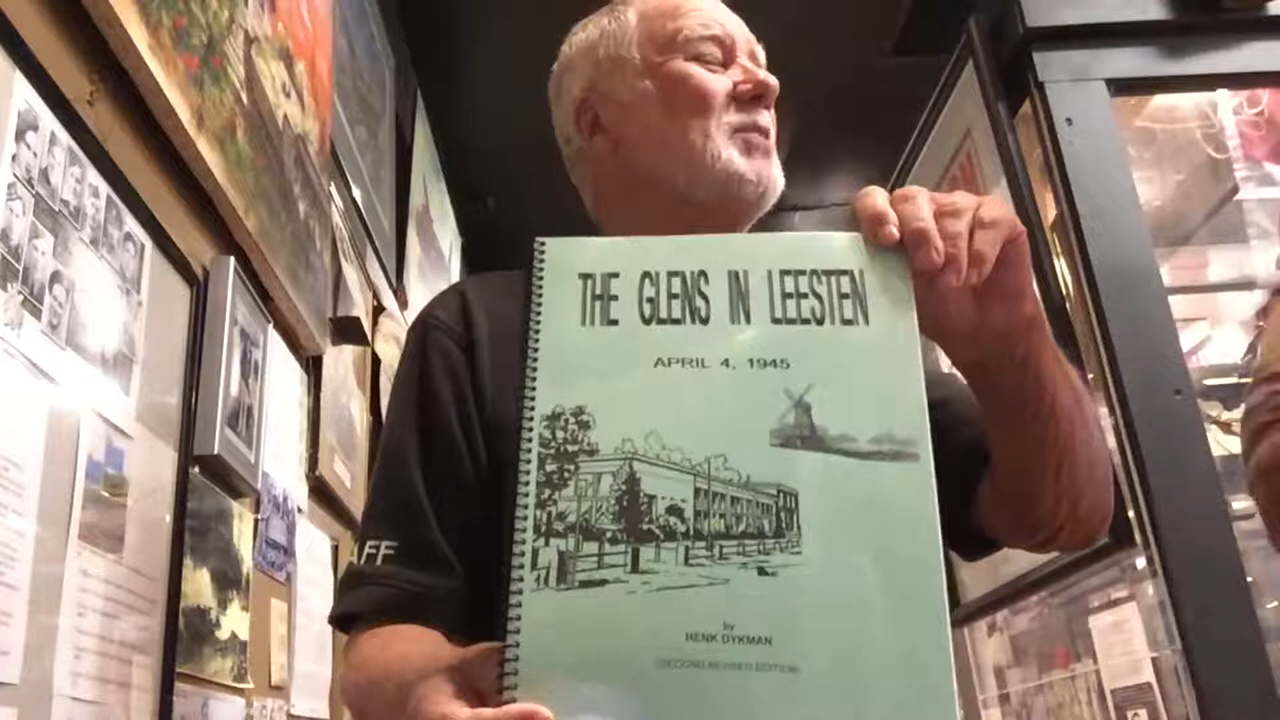 THE GLENS IN LEESTEN
APRIL 4, 1945
by
HENK DYKMAN
(SECOND REVISED EDITION)
AFF